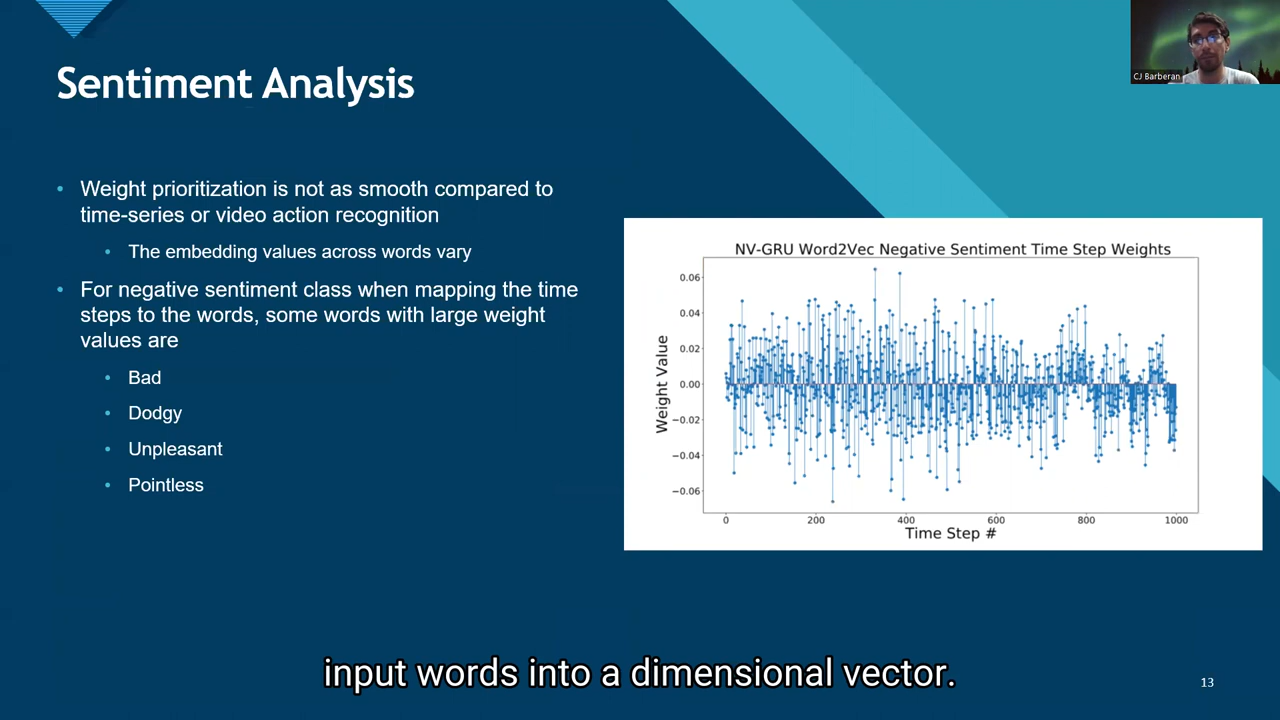 CJ Barberan
Sentiment Analysis
• Weight prioritization is not as smooth compared to
time-series or video action recognition
• The embedding values across words vary
• For negative sentiment class when mapping the time
steps to the words, some words with large weight
values are
• Bad
• Dodgy
• Unpleasant
• Pointless
NV-GRU Word2Vec Negative Sentiment Time Step Weights
Weight Value
0.06
0.04
0.02
0.00
−0.02
−0.04
−0.06
0 200 400 600 800 1000
Time Step #
input words into a dimensional vector.
13